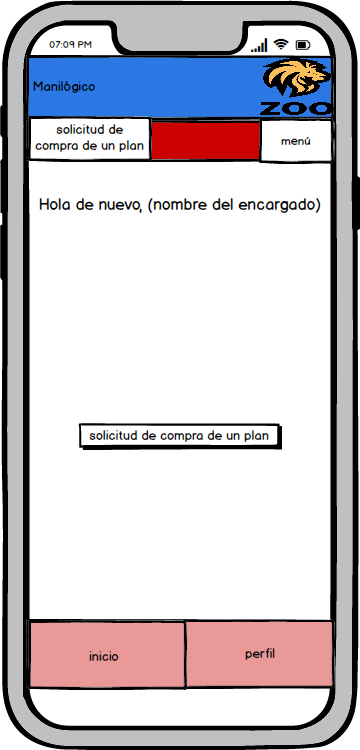 07:09 PM
Manilógico
ZOO
solicitud de
compra de un plan
menú
Hola de nuevo, (nombre del encargado)
solicitud de compra de un plan
inicio
perfil